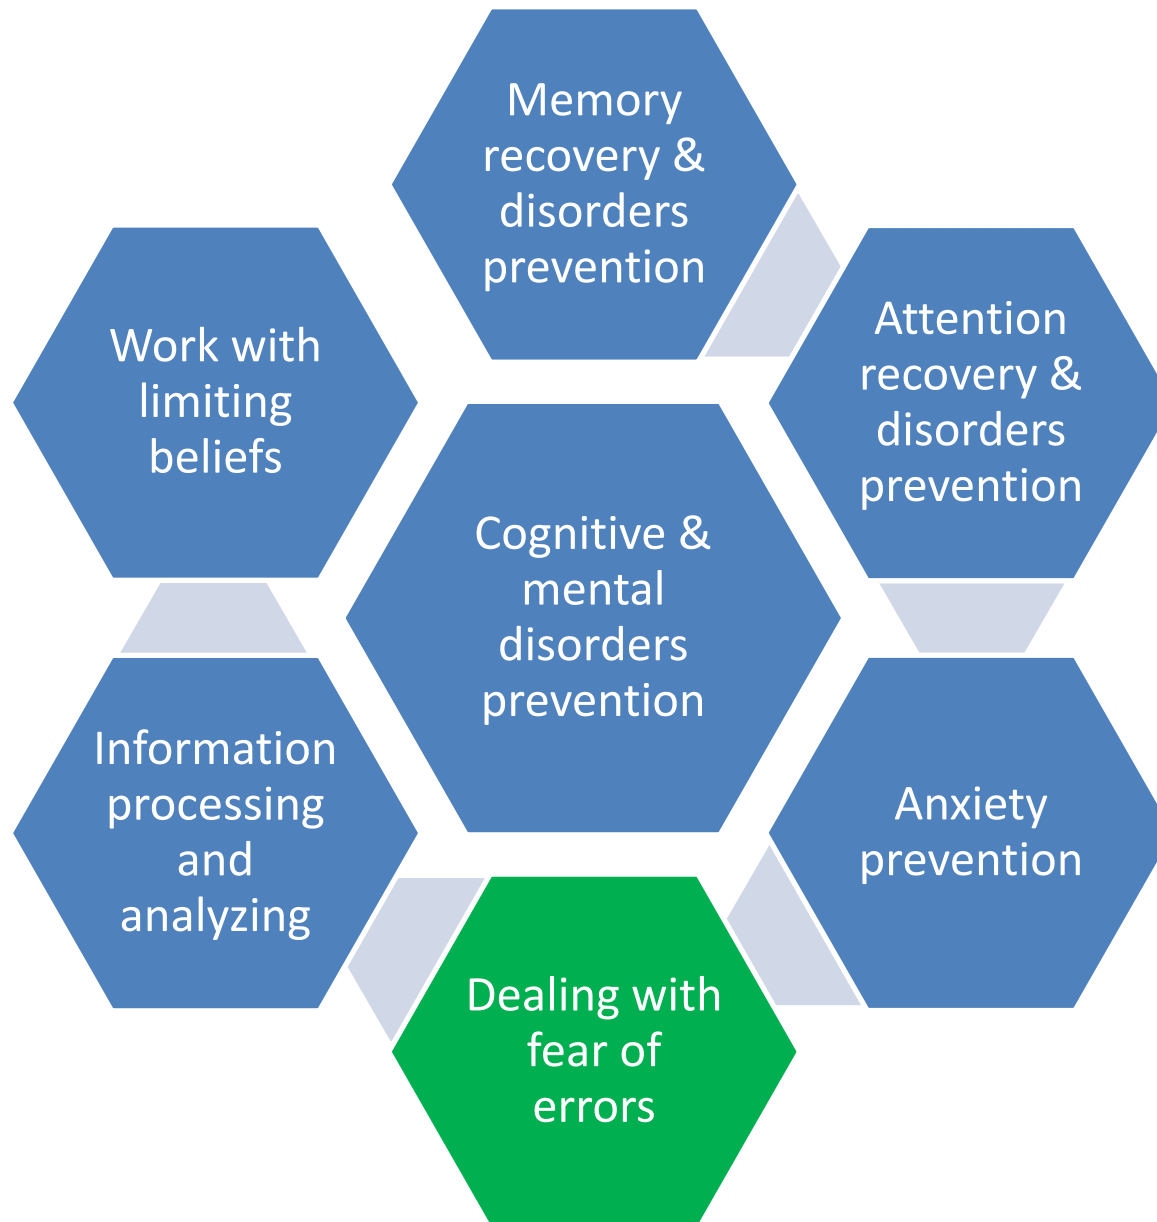 Memory
recovery &
disorders
prevention
Attention
recovery &
disorders
prevention
Work with
limiting
beliefs
Cognitive &
mental
disorders
prevention
Information
processing
and
analyzing
Anxiety
prevention
Dealing with
fear of
errors